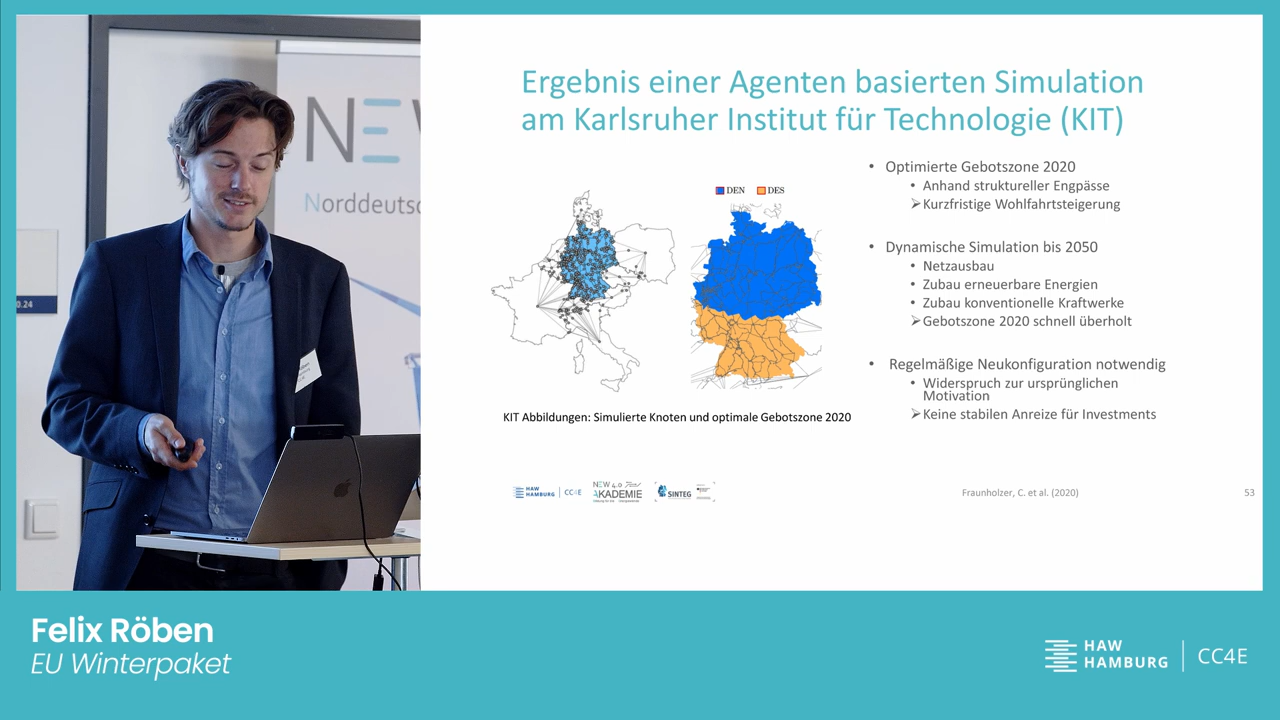 NEW
Norddeutsc
0.24
Ergebnis einer Agenten basierten Simulation
am Karlsruher Institut für Technologie (KIT)
DEN DES
KIT Abbildungen: Simulierte Knoten und optimale Gebotszone 2020
• Optimierte Gebotszone 2020
• Anhand struktureller Engpässe
➢Kurzfristige Wohlfahrtsteigerung
• Dynamische Simulation bis 2050
• Netzausbau
• Zubau erneuerbare Energien
• Zubau konventionelle Kraftwerke
➢Gebotszone 2020 schnell überholt
• Regelmäßige Neukonfiguration notwendig
• Widerspruch zur ursprünglichen
Motivation
➢Keine stabilen Anreize für Investments
HAW
HAMBURG CC4E
NEW 4.0
AKADEMIE
SINTEG
Fraunholzer, C. et al. (2020)
53
Felix Röben
EU Winterpaket
HAW
HAMBURG
CC4E